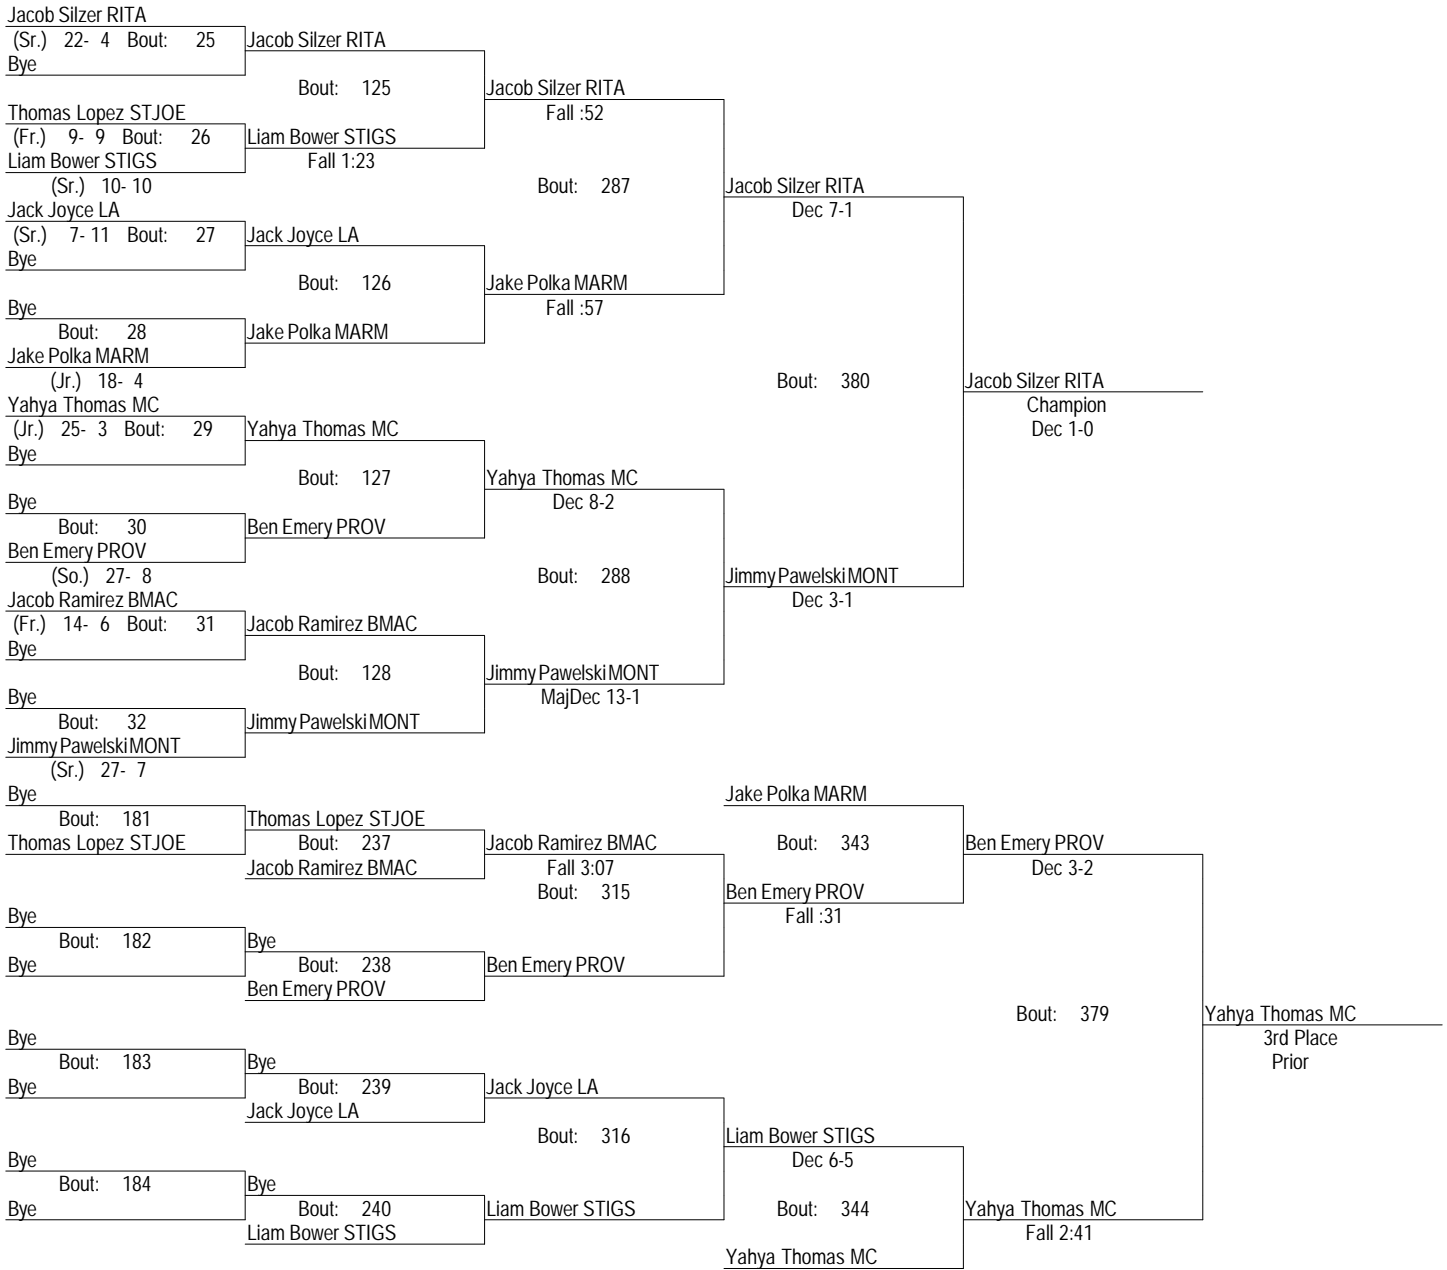 Jacob Silzer RITA
(Sr.) 22- 4 Bout: 25 Jacob Silzer RITA
Bye
Bout: 125 Jacob Silzer RITA
Thomas Lopez STJOE Fall :52
(Fr.) 9- 9 Bout: 26 Liam Bower STIGS
Liam Bower STIGS Fall 1:23
(Sr.) 10- 10 Bout: 287 Jacob Silzer RITA
Jack Joyce LA Dec 7-1
(Sr.) 7- 11 Bout: 27 Jack Joyce LA
Bye
Bout: 126 Jake Polka MARM
Bye Fall :57
Bout: 28 Jake Polka MARM
Jake Polka MARM
(Jr.) 18- 4 Bout: 380 Jacob Silzer RITA
Yahya Thomas MC Champion
(Jr.) 25- 3 Bout: 29 Yahya Thomas MC Dec 1-0
Bye
Bout: 127 Yahya Thomas MC
Bye Dec 8-2
Bout: 30 Ben Emery PROV
Ben Emery PROV
(So.) 27- 8 Bout: 288 Jimmy Pawelski MONT
Jacob Ramirez BMAC Dec 3-1
(Fr.) 14- 6 Bout: 31 Jacob Ramirez BMAC
Bye
Bout: 128 Jimmy Pawelski MONT
Bye MajDec 13-1
Bout: 32 Jimmy Pawelski MONT
Jimmy Pawelski MONT
(Sr.) 27- 7
Bye Jake Polka MARM
Bout: 181 Thomas Lopez STJOE
Thomas Lopez STJOE Bout: 237 Jacob Ramirez BMAC Bout: 343 Ben Emery PROV
Jacob Ramirez BMAC Fall 3:07 Dec 3-2
Bout: 315 Ben Emery PROV
Bye Fall :31
Bout: 182 Bye
Bye Bout: 238 Ben Emery PROV
Ben Emery PROV
Bout: 379 Yahya Thomas MC
Bye 3rd Place
Bout: 183 Bye Prior
Bye Bout: 239 Jack Joyce LA
Jack Joyce LA
Bout: 316 Liam Bower STIGS
Bye Dec 6-5
Bout: 184 Bye
Bye Bout: 240 Liam Bower STIGS Bout: 344 Yahya Thomas MC
Liam Bower STIGS Fall 2:41
Yahya Thomas MC